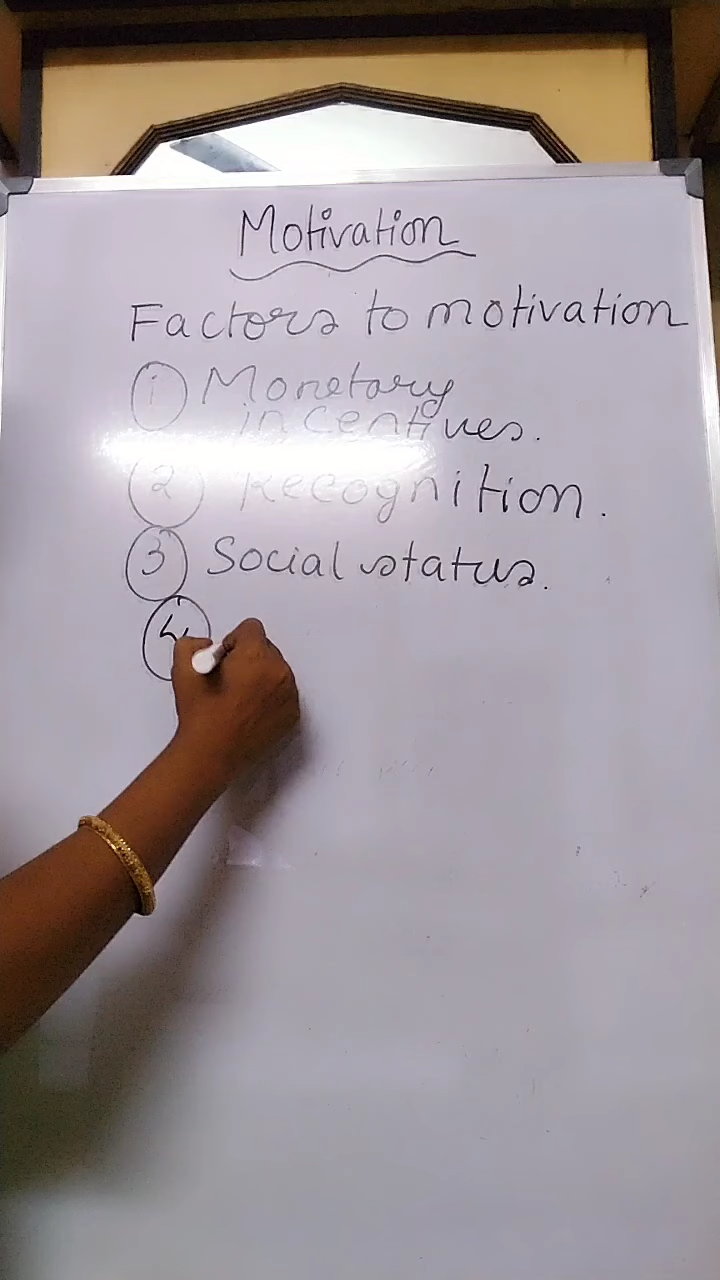 Motivation
Factors to motivation
① Monetary
incentives.
② Recognition.
③ Social status.
④